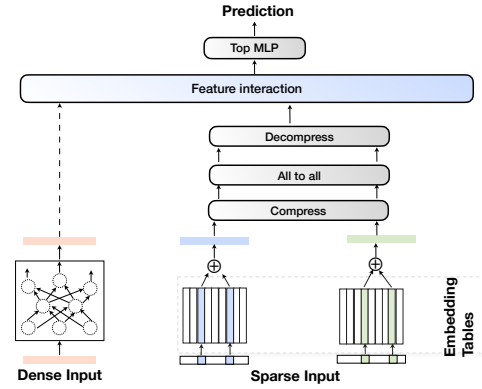 Prediction
Top MLP
Feature interaction
Decompress
All to all
Compress
Embedding
Tables
Dense Input
Sparse Input